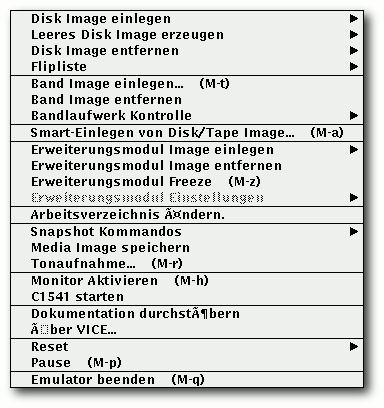 Disk Image einlegen
Leeres Disk Image erzeugen
Disk Image entfernen
Flipliste
Band Image einlegen... (M-t)
Band Image entfernen
Bandlaufwerk Kontrolle
Smart-Einlegen von Disk/Tape Image... (M-a)
Erweiterungsmodul Image einlegen
Erweiterungsmodul Image entfernen
Erweiterungsmodul Freeze (M-z)
Erweiterungsmodul Einstellungen
Arbeitsverzeichnis Ã¤ndern.
Snapshot Kommandos
Media Image speichern
Tonaufnahme... (M-r)
Monitor Aktivieren (M-h)
C1541 starten
Dokumentation durchstÃ¶bern
Ã□ber VICE...
Reset
Pause (M-p)
Emulator beenden (M-q)